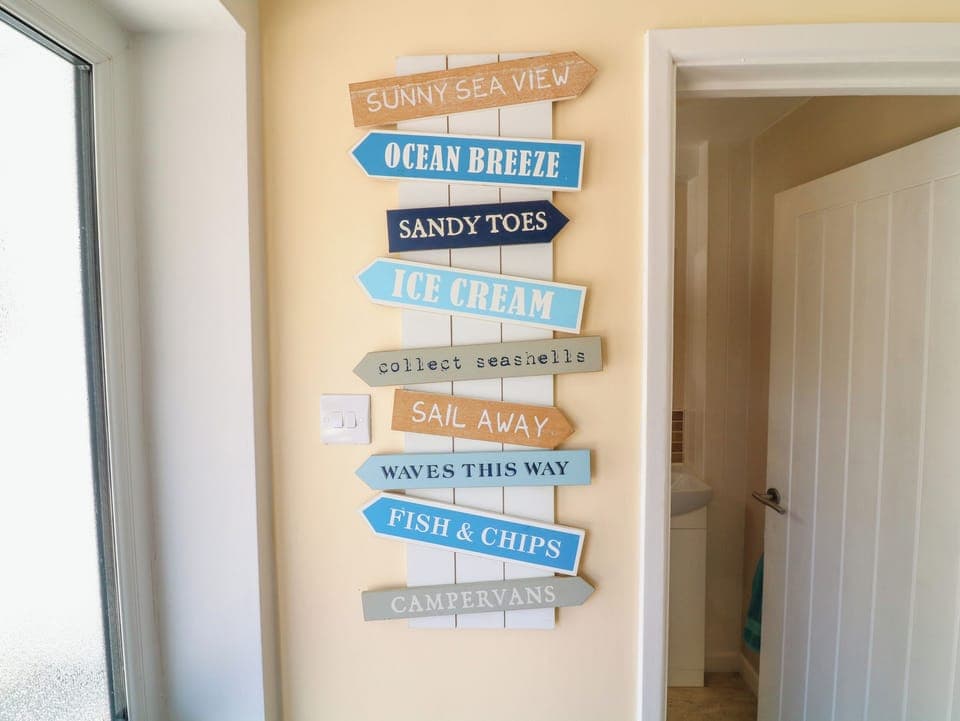 SUNNY SEA VIEW
OCEAN BREEZE
SANDY TOES
ICE CREAM
collect seashells
SAIL AWAY
WAVES THIS WAY
FISH & CHIPS
CAMPERVANS